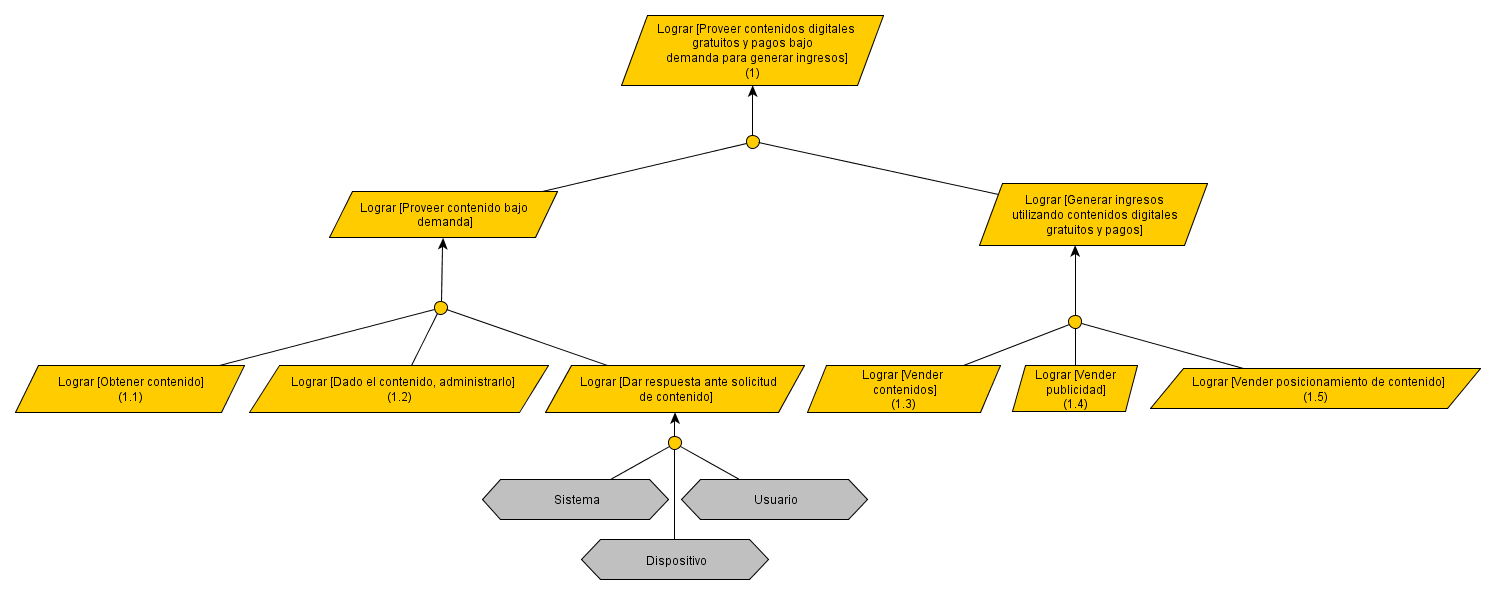 Lograr [Proveer contenidos digitales
gratuitos y pagos bajo
demanda para generar ingresos]
(1)
Lograr [Proveer contenido bajo
demanda]
Lograr [Generar ingresos
utilizando contenidos digitales
gratuitos y pagos]
Lograr [Obtener contenido]
(1.1)
Lograr [Dado el contenido, administrarlo]
(1.2)
Lograr [Dar respuesta ante solicitud
de contenido]
Lograr [Vender
contenidos]
(1.3)
Lograr [Vender
publicidad]
(1.4)
Lograr [Vender posicionamiento de contenido]
(1.5)
Sistema
Usuario
Dispositivo